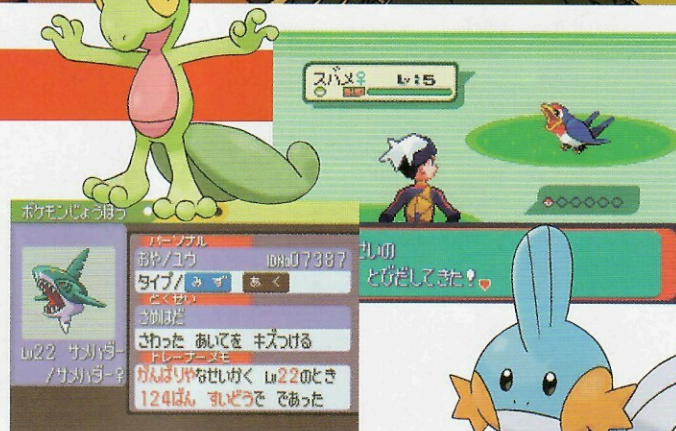 スバメ♀ Lv:5
せいの
とびだしてきた!
ポケモンじょうほう
パーソナル
おや/ユウ IDNo07387
タイプ/ みず あく
とくせい
さめはだ
さわった あいてを キズつける
トレーナーメモ
がんばりやなせいかく Lv22のとき
124ばん すいどうで であった
Lv22 サメハダー
/サメハダー♀